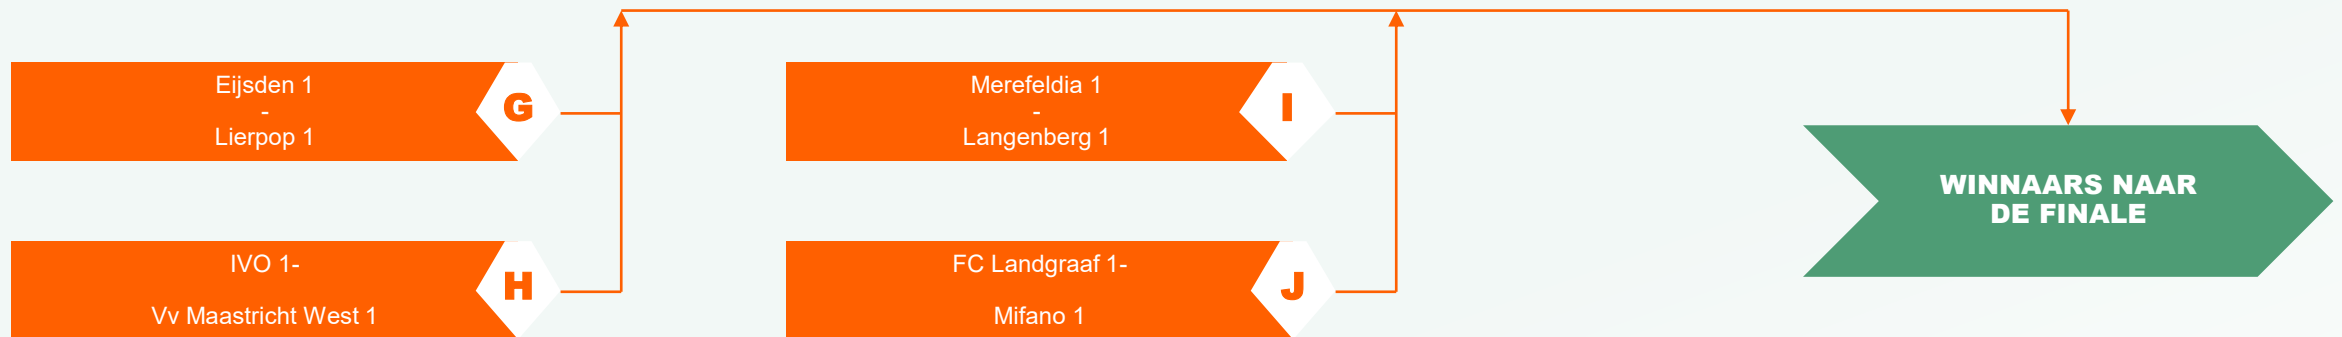 Eijsden 1
-
Lierpop 1
G
Merefeldia 1
-
Langenberg 1
I
WINNAARS NAAR
DE FINALE
IVO 1-
Vv Maastricht West 1
H
FC Landgraaf 1-
Mifano 1
J